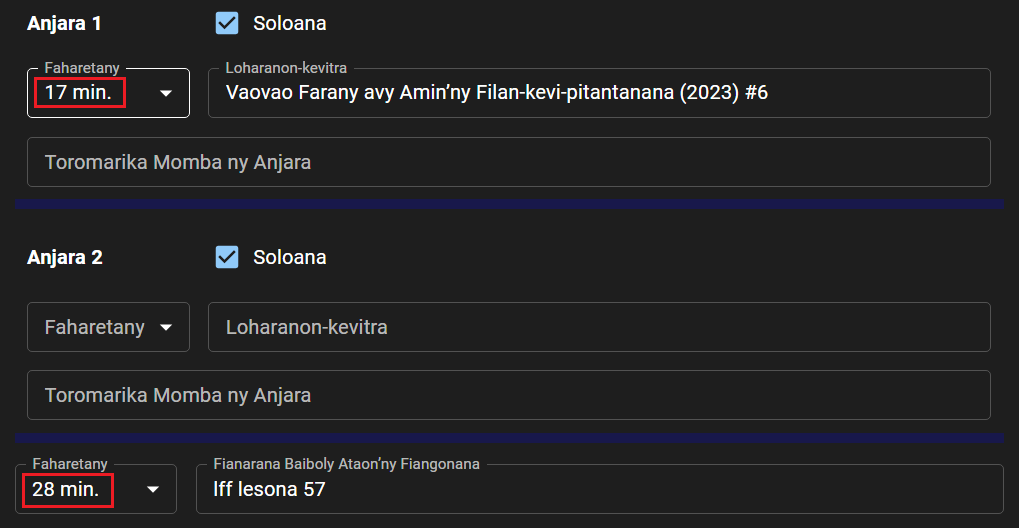 Anjara 1
Soloana
Faharetany
17 min.
Loharanon-kevitra
Vaovao Farany avy Amin’ny Filan-kevi-pitantanana (2023) #6
Toromarika Momba ny Anjara
Anjara 2
Soloana
Faharetany
Loharanon-kevitra
Toromarika Momba ny Anjara
Faharetany
28 min.
Fianarana Baiboly Ataon’ny Fiangonana
lff lesona 57